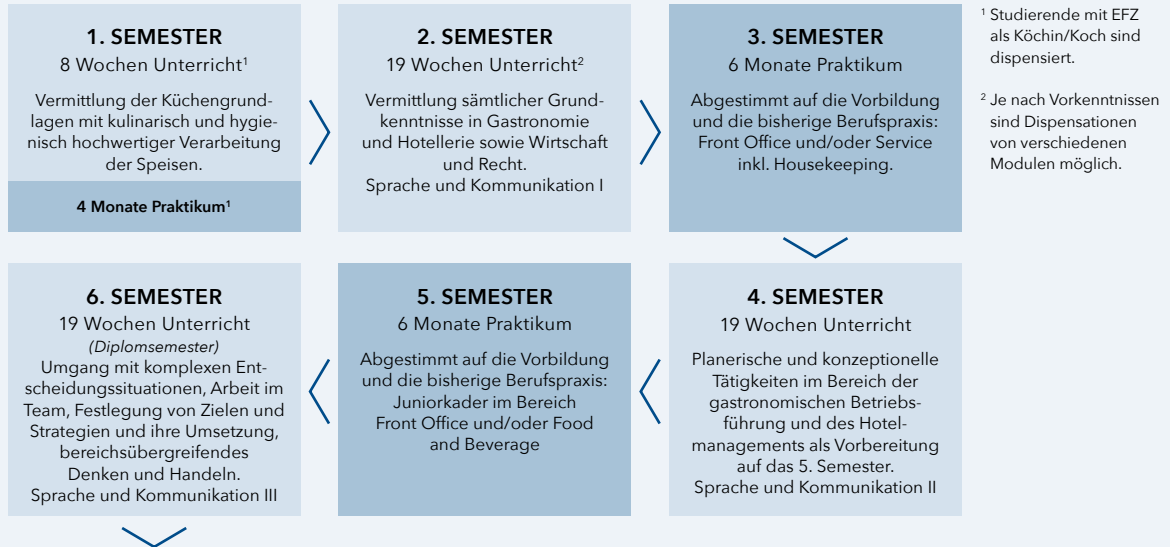 1. SEMESTER
8 Wochen Unterricht¹
Vermittlung der Küchengrund-
lagen mit kulinarisch und hygie-
nisch hochwertiger Verarbeitung
der Speisen.
4 Monate Praktikum¹
2. SEMESTER
19 Wochen Unterricht²
Vermittlung sämtlicher Grund-
kenntnisse in Gastronomie
und Hotellerie sowie Wirtschaft
und Recht.
Sprache und Kommunikation I
3. SEMESTER
6 Monate Praktikum
Abgestimmt auf die Vorbildung
und die bisherige Berufspraxis:
Front Office und/oder Service
inkl. Housekeeping.
¹ Studierende mit EFZ
als Köchin/Koch sind
dispensiert.
² Je nach Vorkenntnissen
sind Dispensationen
von verschiedenen
Modulen möglich.
4. SEMESTER
19 Wochen Unterricht
Planerische und konzeptionelle
Tätigkeiten im Bereich der
gastronomischen Betriebs-
führung und des Hotel-
managements als Vorbereitung
auf das 5. Semester.
Sprache und Kommunikation II
5. SEMESTER
6 Monate Praktikum
Abgestimmt auf die Vorbildung
und die bisherige Berufspraxis:
Juniorkader im Bereich
Front Office und/oder Food
and Beverage
6. SEMESTER
19 Wochen Unterricht
(Diplomsemester)
Umgang mit komplexen Ent-
scheidungssituationen, Arbeit im
Team, Festlegung von Zielen und
Strategien und ihre Umsetzung,
bereichsübergreifendes
Denken und Handeln.
Sprache und Kommunikation III